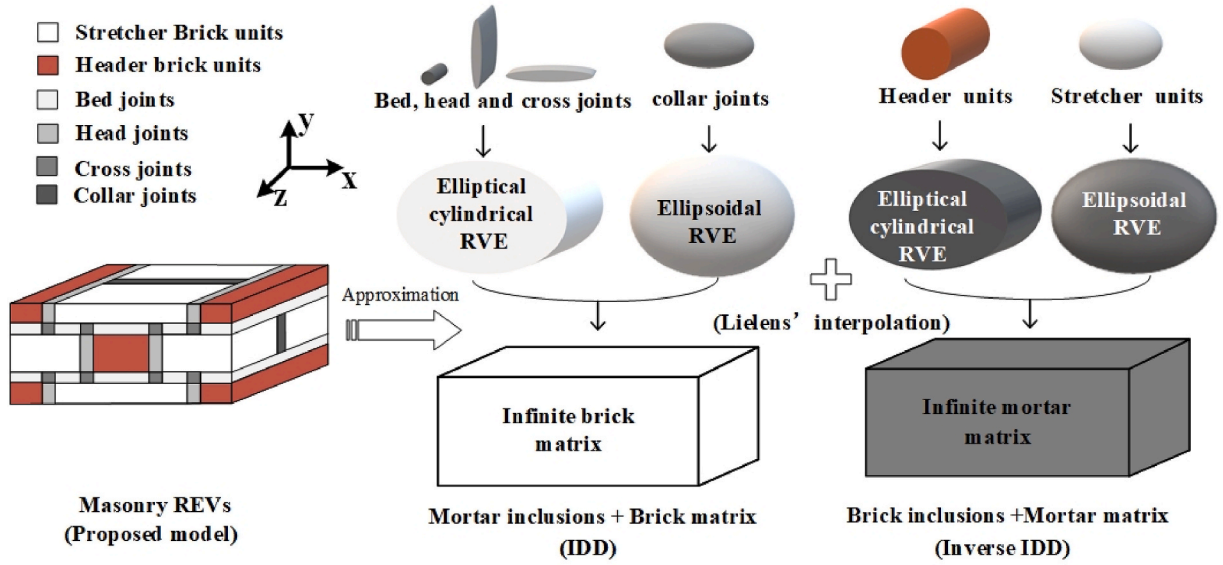 Stretcher Brick units
Header brick units
Bed joints
Head joints
Cross joints
Collar joints
y
x
z
Masonry REVs
(Proposed model)
Approximation
Bed, head and cross joints
collar joints
Elliptical
cylindrical
RVE
Ellipsoidal
RVE
Infinite brick
matrix
Mortar inclusions + Brick matrix
(IDD)
(Lielens' interpolation)
Header units
Stretcher units
Elliptical
cylindrical
RVE
Ellipsoidal
RVE
Infinite mortar
matrix
Brick inclusions +Mortar matrix
(Inverse IDD)